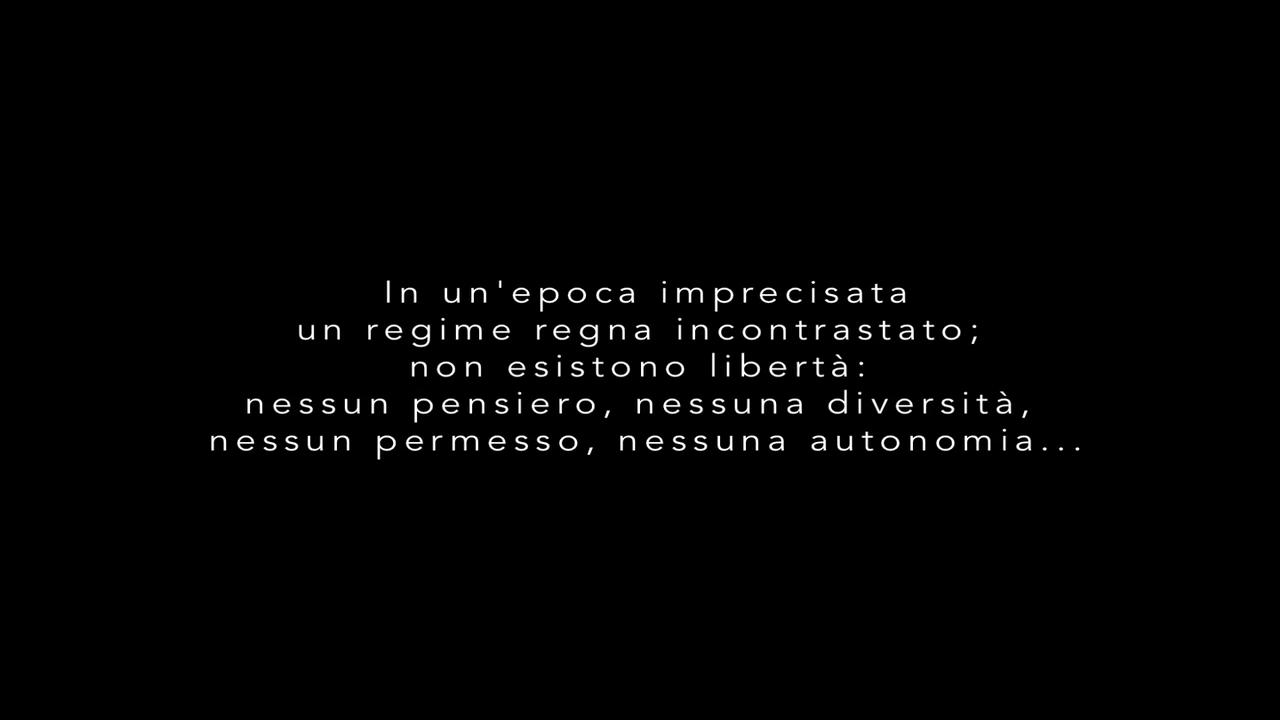 In un'epoca imprecisata
un regime regna incontrastato;
non esistono libertà:
nessun pensiero, nessuna diversità,
nessun permesso, nessuna autonomia...